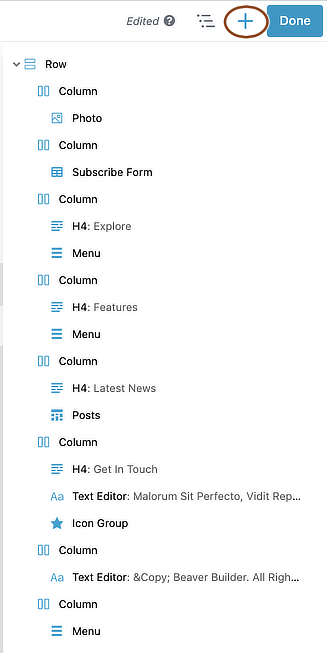 Edited ?
Done
Row
Column
Photo
Column
Subscribe Form
Column
H4: Explore
Menu
Column
H4: Features
Menu
Column
H4: Latest News
Posts
Column
H4: Get In Touch
Aa Text Editor: Malorum Sit Perfecto, Vidit Rep...
Icon Group
Column
Aa Text Editor: &Copy; Beaver Builder. All Righ...
Column
Menu